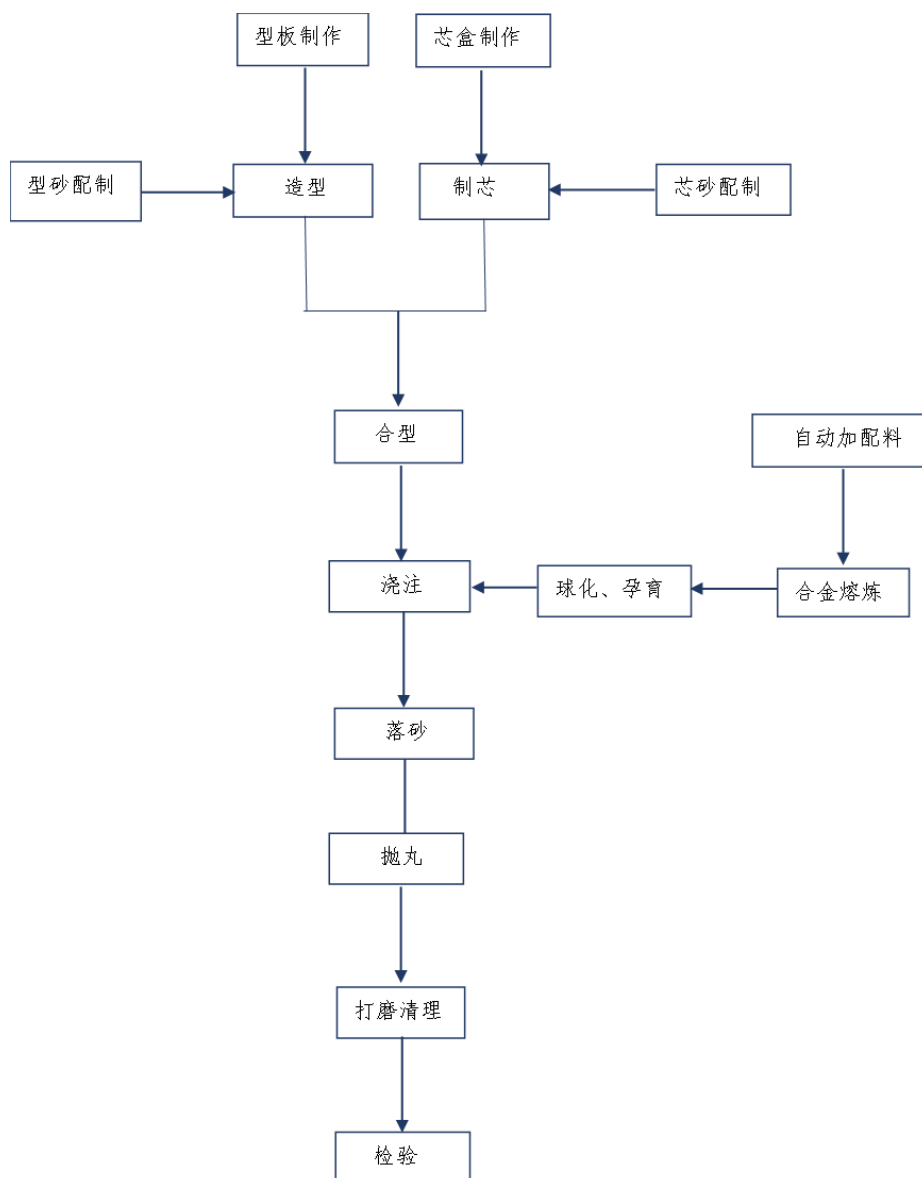 型板制作
芯盒制作
型砂配制
造型
制芯
芯砂配制
合型
自动加配料
浇注
球化、孕育
合金熔炼
落砂
抛丸
打磨清理
检验